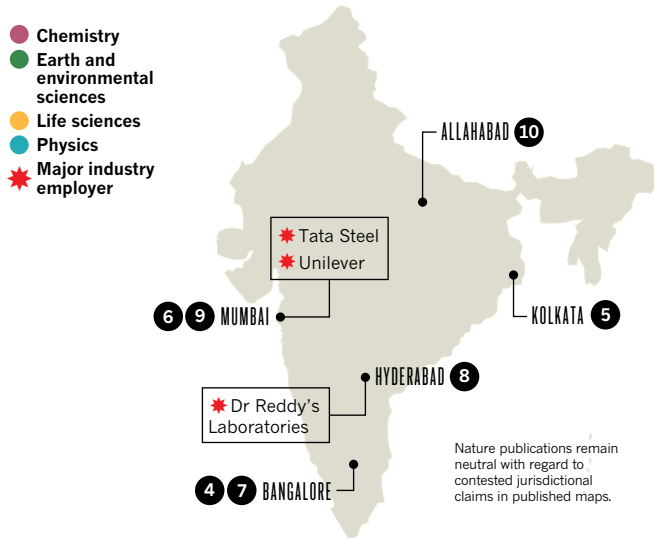 Chemistry
Earth and
environmental
sciences
Life sciences
Physics
Major industry
employer
ALLAHABAD 10
Tata Steel
Unilever
6 9 MUMBAI
KOLKATA 5
HYDERABAD 8
Dr Reddy's
Laboratories
Nature publications remain
neutral with regard to
contested jurisdictional
claims in published maps.
4 7 BANGALORE